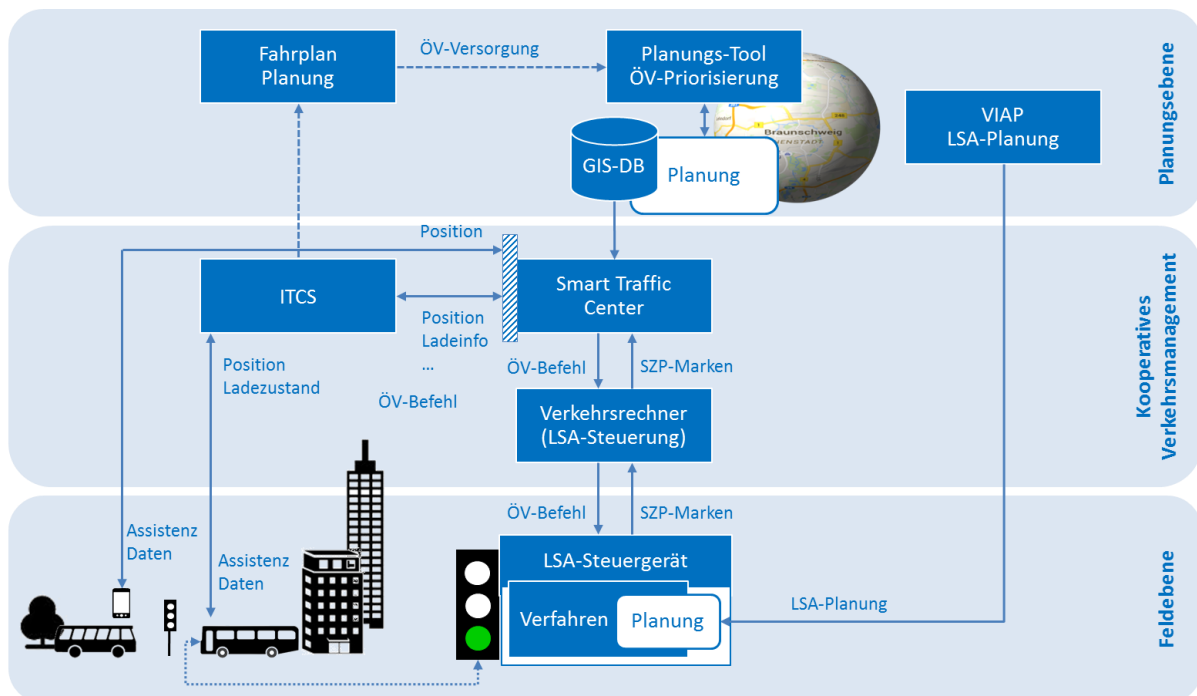 Fahrplan
Planung
ÖV-Versorgung
Planungs-Tool
ÖV-Priorisierung
Braunschweig
VIAP
LSA-Planung
GIS-DB
Planung
Planungsebene
Position
ITCS
Smart Traffic
Center
Position
Ladeinfo
...
Position
Ladezustand
ÖV-Befehl
ÖV-Befehl
SZP-Marken
Verkehrsrechner
(LSA-Steuerung)
Kooperatives
Verkehrsmanagement
ÖV-Befehl
SZP-Marken
Assistenz
Daten
Assistenz
Daten
LSA-Steuergerät
Verfahren
Planung
LSA-Planung
Feldebene